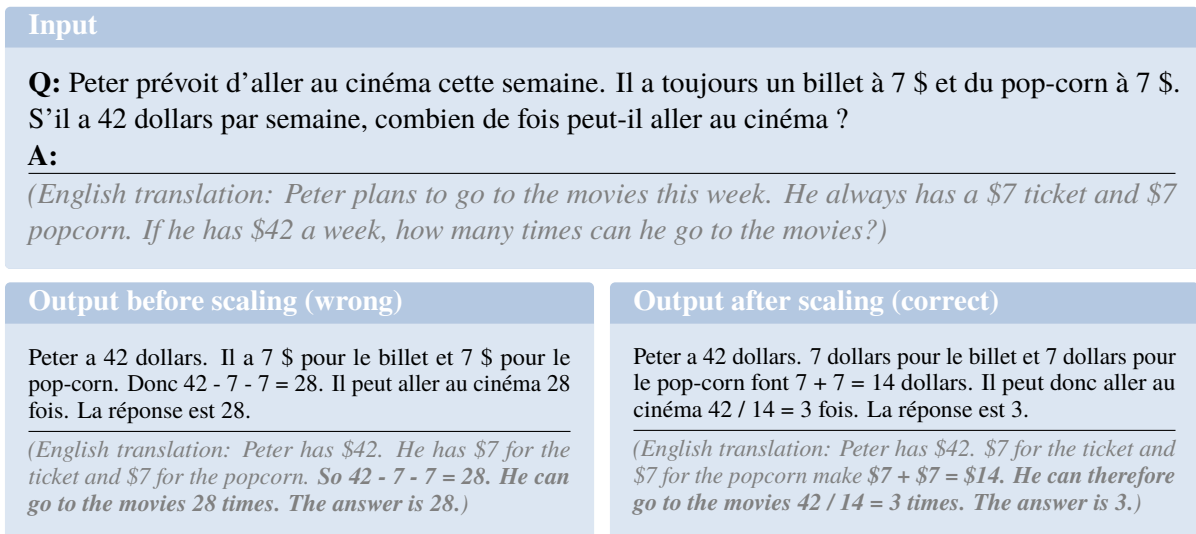 Input
Q: Peter prévoit d'aller au cinéma cette semaine. Il a toujours un billet à 7 $ et du pop-corn à 7 $.
S'il a 42 dollars par semaine, combien de fois peut-il aller au cinéma ?
A:
(English translation: Peter plans to go to the movies this week. He always has a $7 ticket and $7
popcorn. If he has $42 a week, how many times can he go to the movies?)
Output before scaling (wrong)
Peter a 42 dollars. Il a 7 $ pour le billet et 7 $ pour le
pop-corn. Donc 42 - 7 - 7 = 28. Il peut aller au cinéma 28
fois. La réponse est 28.
(English translation: Peter has $42. He has $7 for the
ticket and $7 for the popcorn. So 42 - 7 - 7 = 28. He can
go to the movies 28 times. The answer is 28.)
Output after scaling (correct)
Peter a 42 dollars. 7 dollars pour le billet et 7 dollars pour
le pop-corn font 7 + 7 = 14 dollars. Il peut donc aller au
cinéma 42 / 14 = 3 fois. La réponse est 3.
(English translation: Peter has $42. $7 for the ticket and
$7 for the popcorn make $7 + $7 = $14. He can therefore
go to the movies 42 / 14 = 3 times. The answer is 3.)